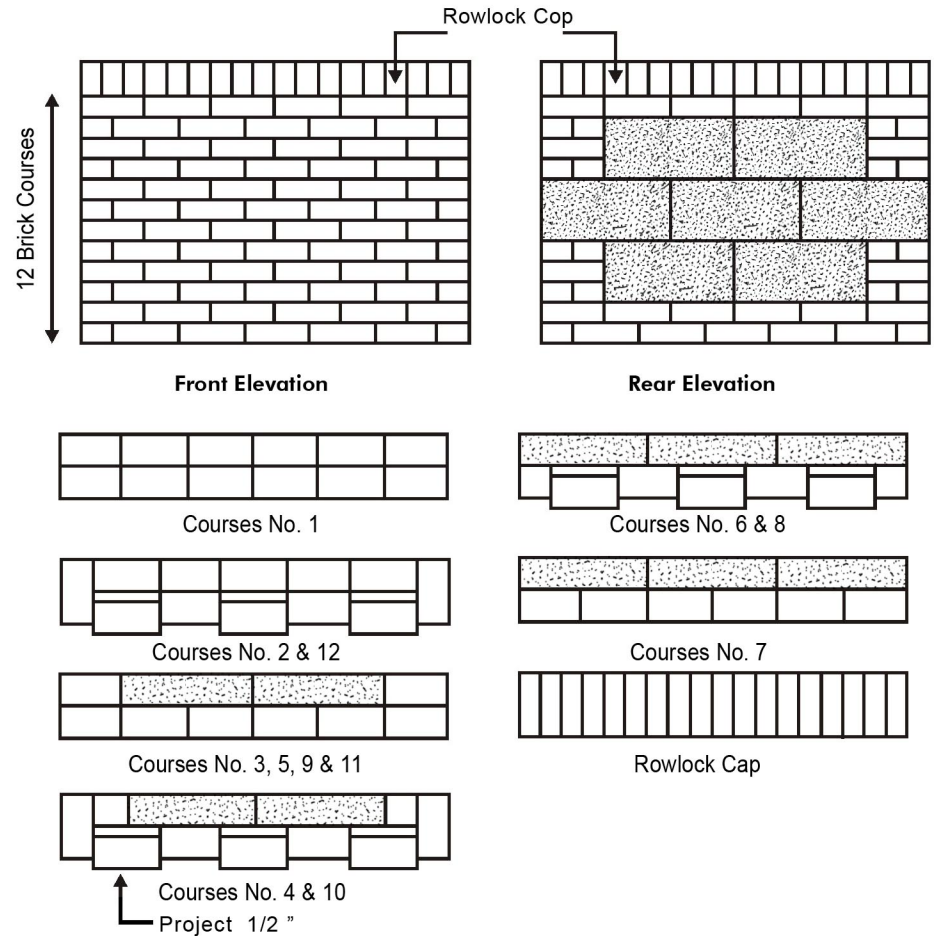 Rowlock Cop
12 Brick Courses
Front Elevation
Rear Elevation
Courses No. 1
Courses No. 6 & 8
Courses No. 2 & 12
Courses No. 7
Courses No. 3, 5, 9 & 11
Rowlock Cap
Courses No. 4 & 10
Project 1/2 ”